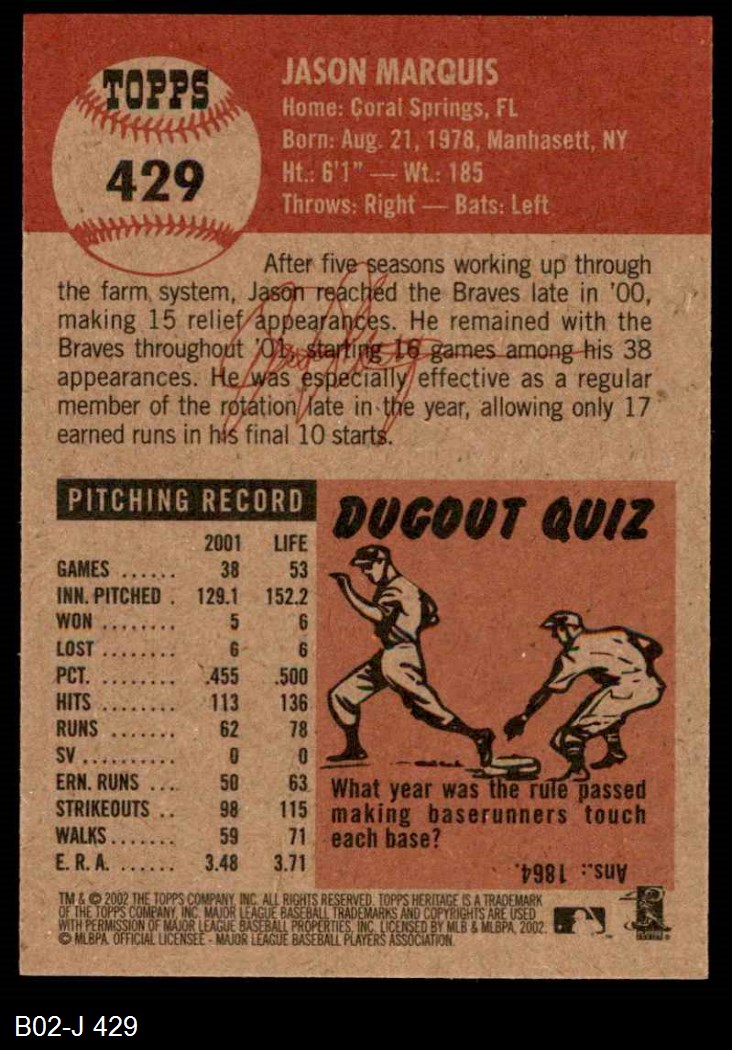 TOPPS
429
JASON MARQUIS
Home: Coral Springs, FL
Born: Aug. 21, 1978, Manhasett, NY
Ht.: 6'1" — Wt.: 185
Throws: Right — Bats: Left
After five seasons working up through
the farm system, Jason reached the Braves late in '00,
making 15 relief appearances. He remained with the
Braves throughout '01, starting 16 games among his 38
appearances. He was especially effective as a regular
member of the rotation late in the year, allowing only 17
earned runs in his final 10 starts.
PITCHING RECORD
2001 LIFE
GAMES ...... 38 53
INN. PITCHED . 129.1 152.2
WON ........ 5 6
LOST ........ 6 6
PCT. ........ .455 .500
HITS ........ 113 136
RUNS ....... 62 78
SV .......... 0 0
ERN. RUNS .... 50 63
STRIKEOUTS .. 98 115
WALKS....... 59 71
E. R. A. ...... 3.48 3.71
DUGOUT QUIZ
What year was the rule passed
making baserunners touch
each base?
Ans.: 1864.
TM & © 2002 THE TOPPS COMPANY, INC. ALL RIGHTS RESERVED. TOPPS HERITAGE IS A TRADEMARK
OF THE TOPPS COMPANY, INC. MAJOR LEAGUE BASEBALL TRADEMARKS AND COPYRIGHTS ARE USED
WITH PERMISSION OF MAJOR LEAGUE BASEBALL PROPERTIES, INC. LICENSED BY MLB & MLBPA, 2002.
© MLBPA. OFFICIAL LICENSEE - MAJOR LEAGUE BASEBALL PLAYERS ASSOCIATION.
B02-J 429